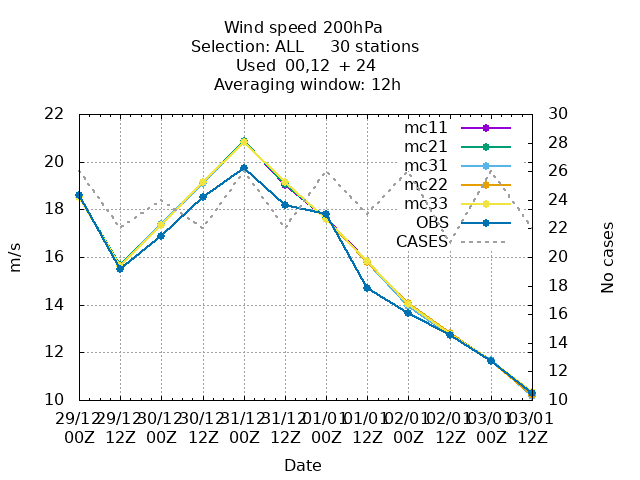 Wind speed 200hPa
Selection: ALL     30 stations
Used  00,12  + 24
Averaging window: 12h
22
20
18
16
14
12
10
30
28
26
24
22
20
18
16
14
12
10
m/s
No cases
mc11
mc21
mc31
mc22
mc33
OBS
CASES
29/12 29/12 30/12 30/12 31/12 31/12 01/01 01/01 02/01 02/01 03/01 03/01
00Z 12Z 00Z 12Z 00Z 12Z 00Z 12Z 00Z 12Z 00Z 12Z
Date